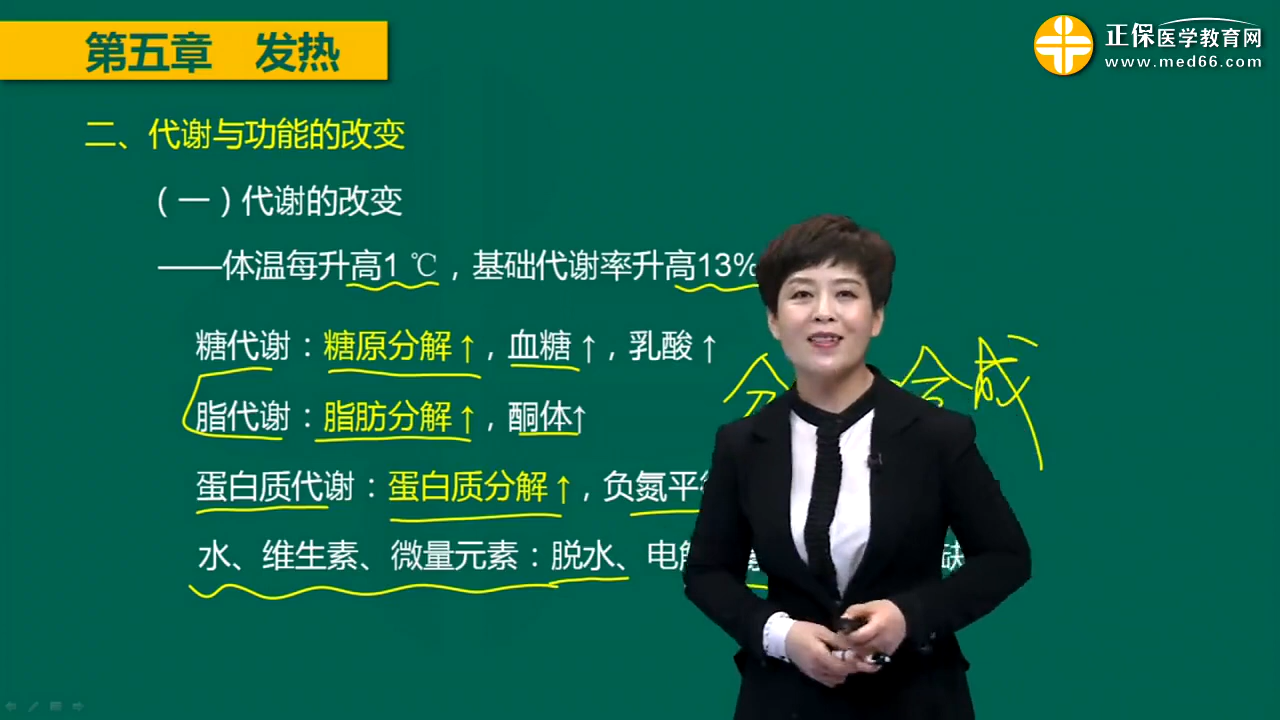 第五章 发热
正保医学教育网
www.med66.com
二、代谢与功能的改变
（一）代谢的改变
——体温每升高1 ℃，基础代谢率升高13%
糖代谢：糖原分解↑，血糖↑，乳酸↑
分 合成
脂代谢：脂肪分解↑，酮体↑
蛋白质代谢：蛋白质分解↑，负氮平
水、维生素、微量元素：脱水、电 缺